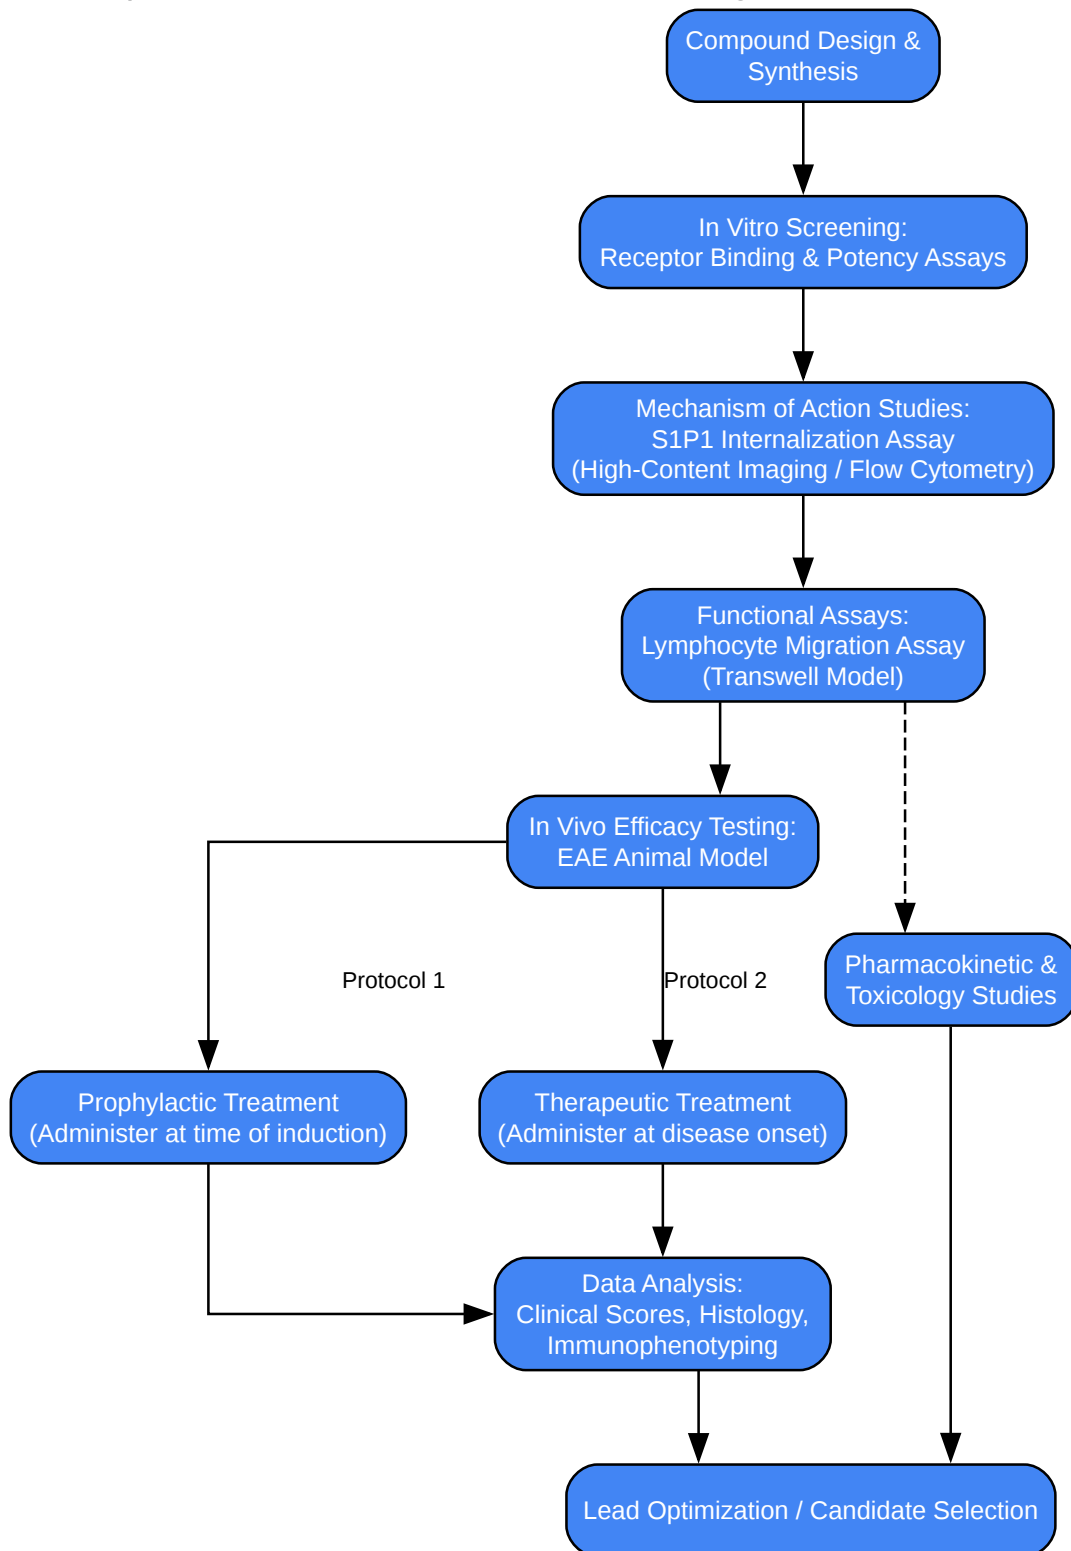 Compound Design &
Synthesis
In Vitro Screening:
Receptor Binding & Potency Assays
Mechanism of Action Studies:
S1P1 Internalization Assay
(High-Content Imaging / Flow Cytometry)
Functional Assays:
Lymphocyte Migration Assay
(Transwell Model)
In Vivo Efficacy Testing:
EAE Animal Model
Pharmacokinetic &
Toxicology Studies
Protocol 1
Protocol 2
Prophylactic Treatment
(Administer at time of induction)
Therapeutic Treatment
(Administer at disease onset)
Data Analysis:
Clinical Scores, Histology,
Immunophenotyping
Lead Optimization / Candidate Selection